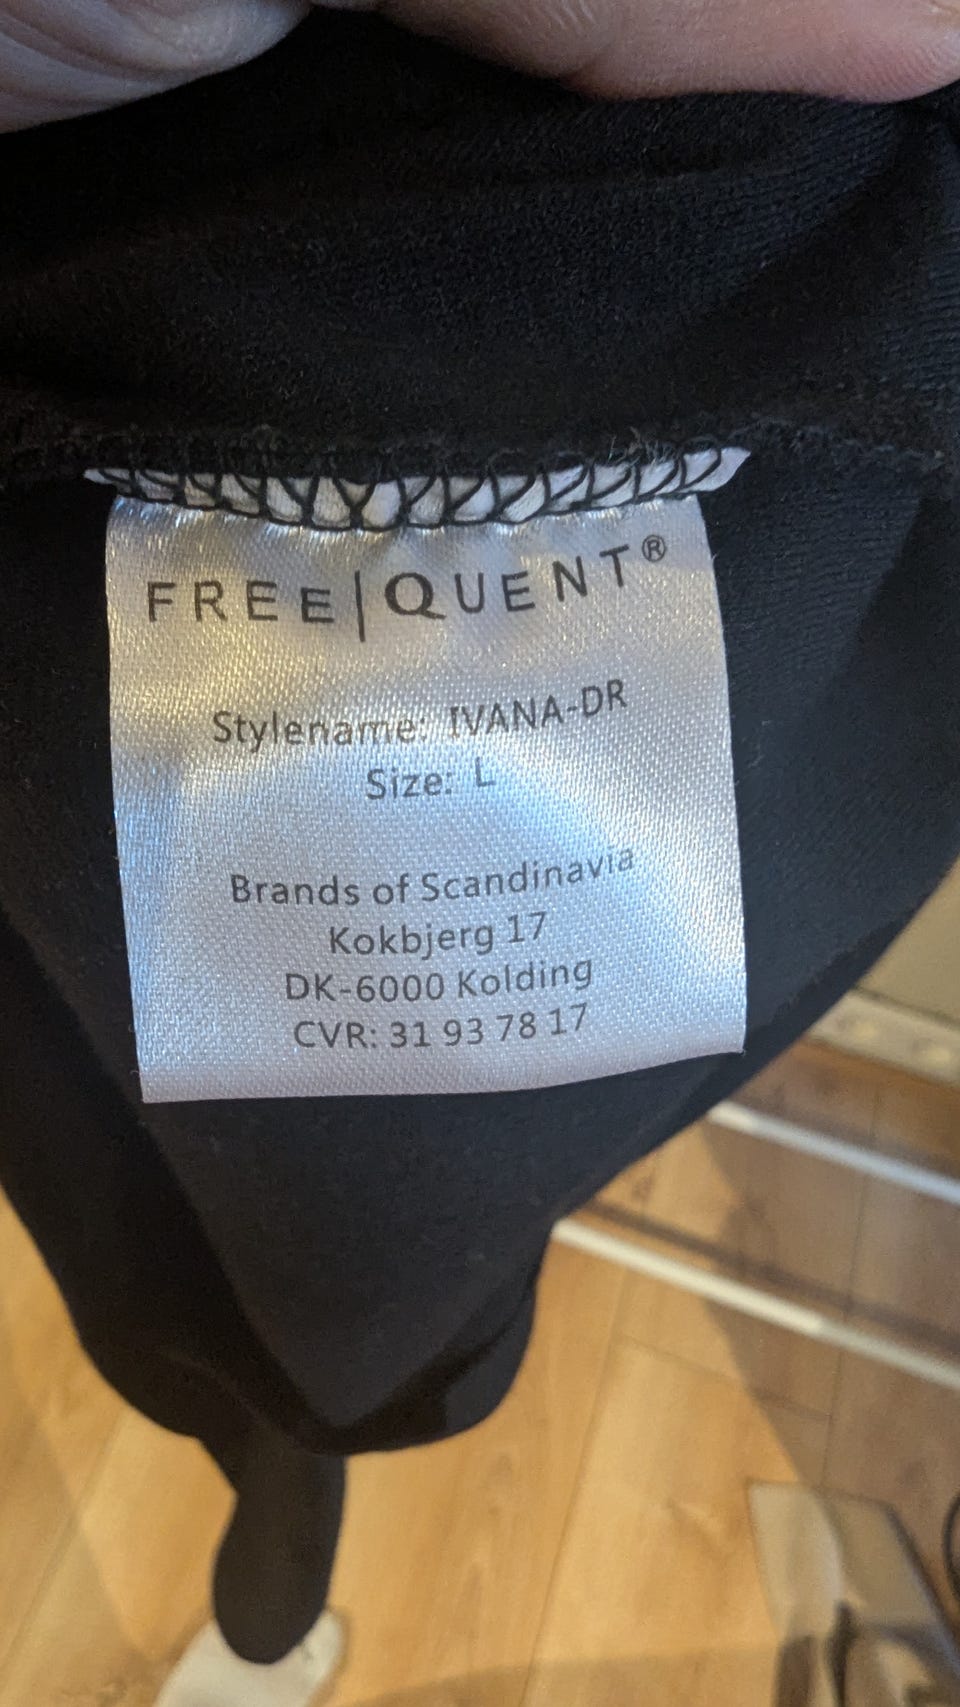 FREE|QUENT®
Stylename: IVANA-DR
Size: L
Brands of Scandinavia
Kokbjerg 17
DK-6000 Kolding
CVR: 31 93 78 17